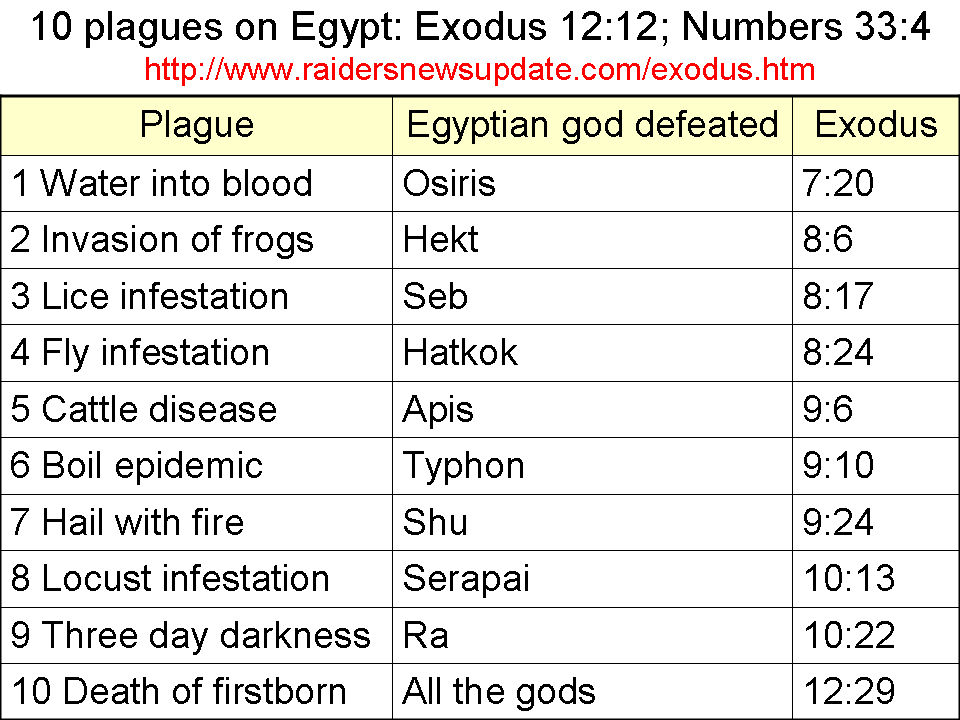 10 plagues on Egypt: Exodus 12:12; Numbers 33:4
http://www.raidersnewsupdate.com/exodus.htm
Plague Egyptian god defeated Exodus
1 Water into blood Osiris 7:20
2 Invasion of frogs Hekt 8:6
3 Lice infestation Seb 8:17
4 Fly infestation Hatkok 8:24
5 Cattle disease Apis 9:6
6 Boil epidemic Typhon 9:10
7 Hail with fire Shu 9:24
8 Locust infestation Serapai 10:13
9 Three day darkness Ra 10:22
10 Death of firstborn All the gods 12:29